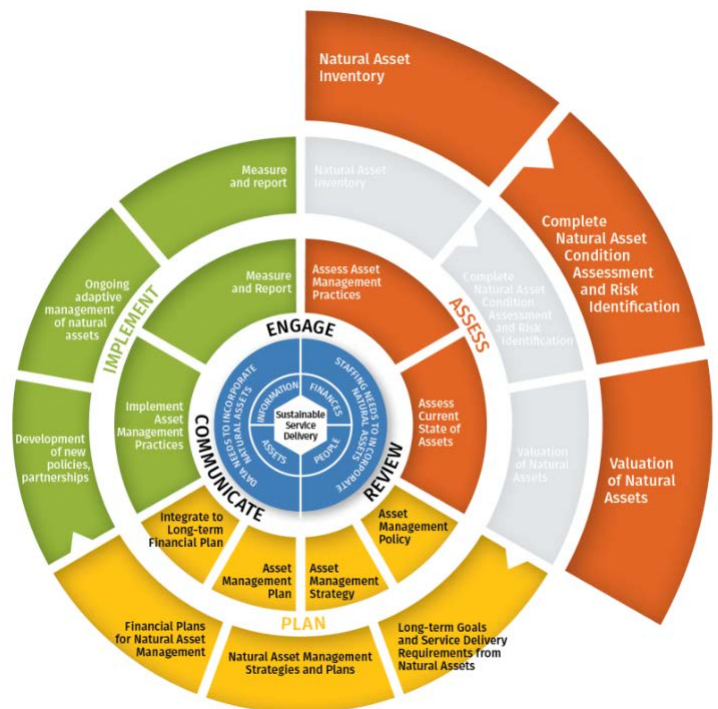 Natural Asset
Inventory
Complete
Natural Asset
Condition
Assessment
and Risk
Identification
Valuation
of Natural
Assets
Measure
and report
Natural Asset
Inventory
Complete
Natural Asset
Condition
Assessment
and Risk
Identification
Valuation
of Natural
Assets
Ongoing
adaptive
management
of natural
assets
Development
of new
policies,
partnerships
IMPLEMENT
ASSESS
PLAN
Measure
and Report
Assess Asset
Management
Practices
Implement
Asset
Management
Practices
Assess
Current
State of
Assets
ENGAGE
COMMUNICATE
REVIEW
DATA NEEDS TO INCORPORATE
NATURAL ASSETS
STAFFING NEEDS TO INCORPORATE
NATURAL ASSETS
INFORMATION
FINANCES
Sustainable
Service
Delivery
ASSETS
PEOPLE
Integrate to
Long-term
Financial Plan
Asset
Management
Plan
Asset
Management
Strategy
Asset
Management
Policy
Financial Plans
for Natural Asset
Management
Natural Asset Management
Strategies and Plans
Long-term Goals
and Service Delivery
Requirements from
Natural Assets